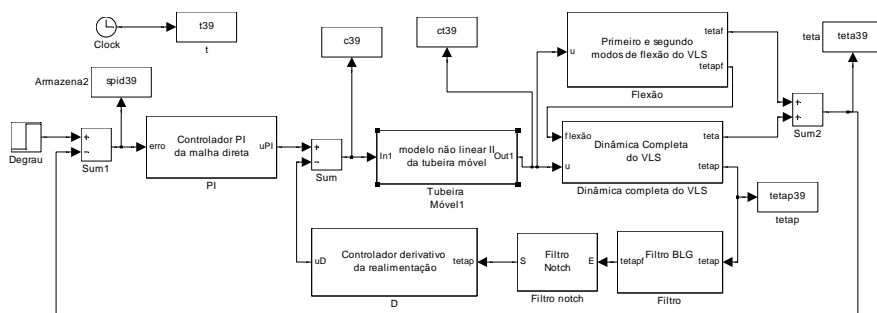 Clock
t39
t
c39
ct39
Armazena2
spid39
Degrau
+
−
Sum1
erro
Controlador PI
da malha direta
uPI
PI
+
−
Sum
In1
modelo não linear II
da tubeira móvel
Out1
Tubeira
Móvel1
u
Primeiro e segundo
modos de flexão do VLS
tetaf
tetapf
Flexão
flexão
u
Dinâmica Completa
do VLS
teta
tetap
Dinâmica completa do VLS
+
+
Sum2
teta
teta39
tetap39
tetap
uD
Controlador derivativo
da realimentação
tetap
D
S
Filtro
Notch
E
Filtro notch
tetapf
Filtro BLG
tetap
Filtro